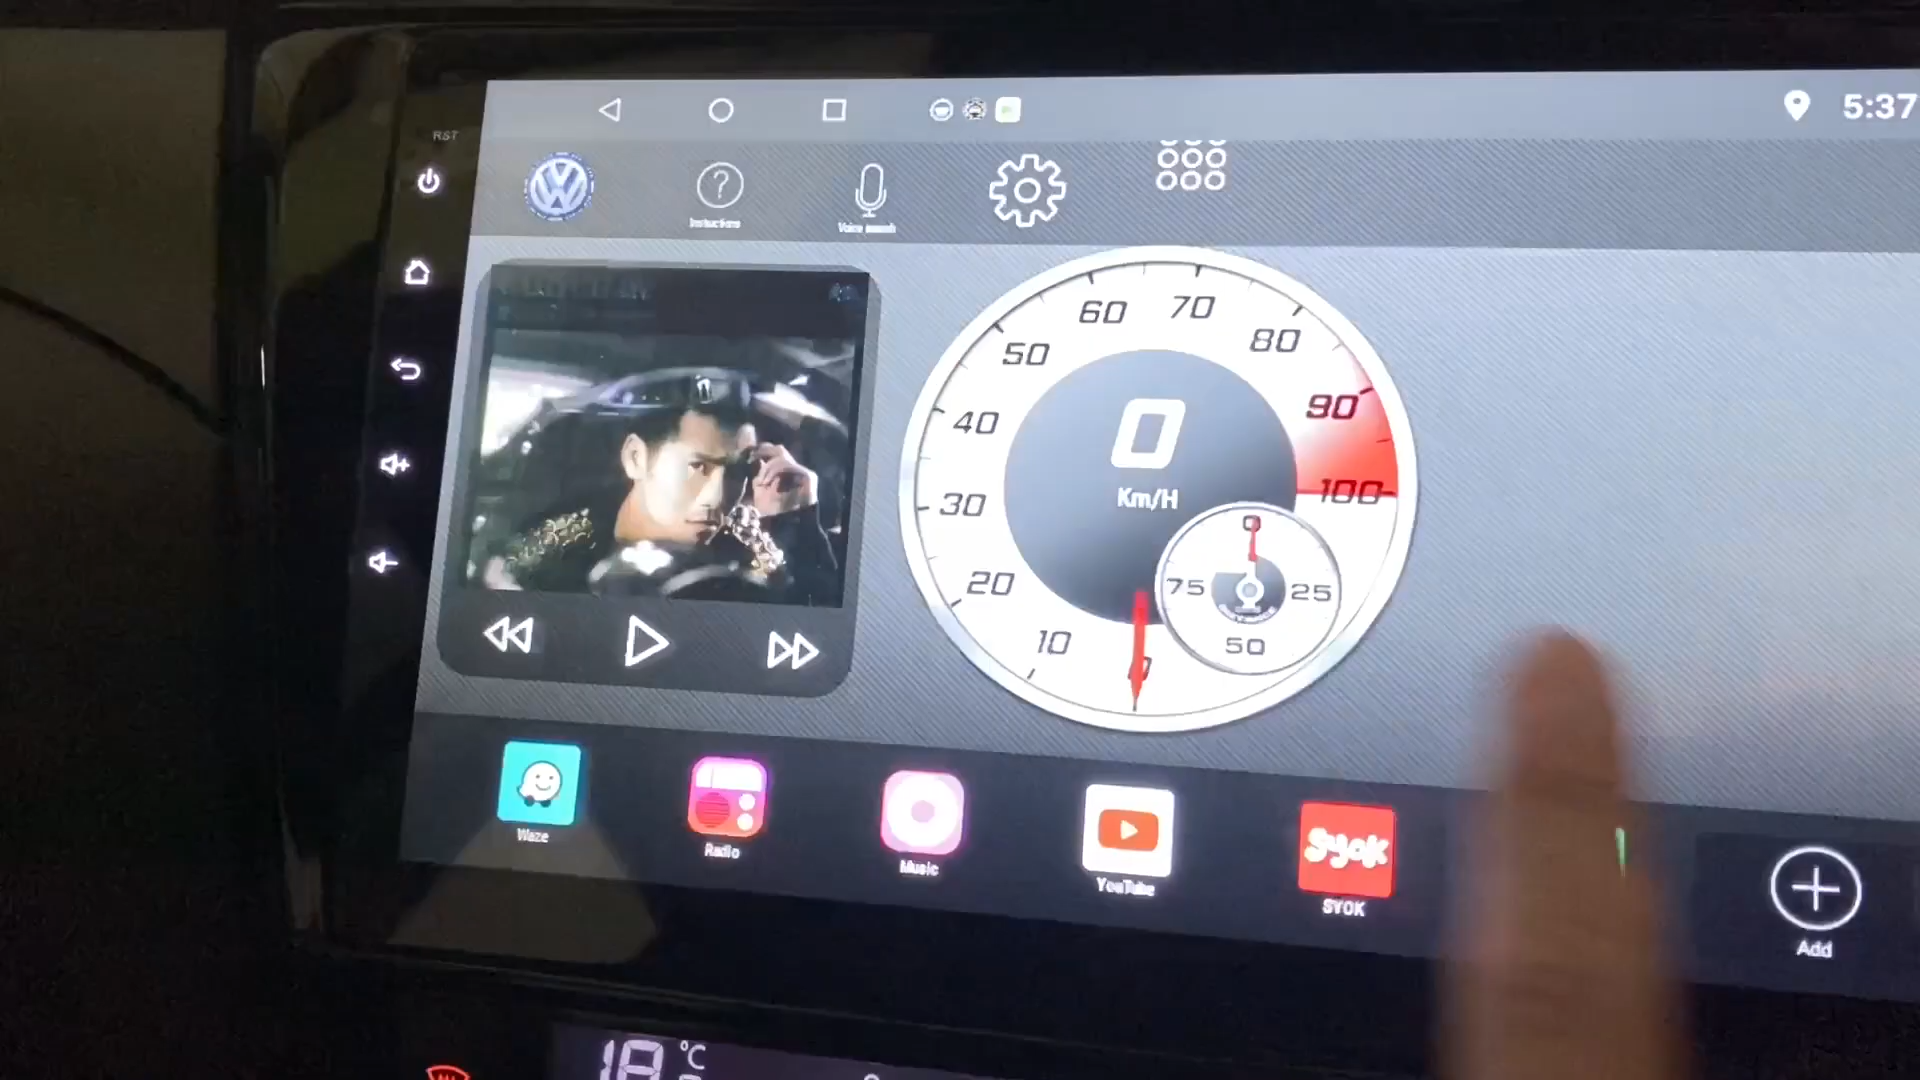 RST
5:37
Instructions
Voice search
60 70
50 80
40 90
30 100
20
10
0
Km/H
0
75 25
50
Waze
Radio
Music
YouTube
Syok
SYOK
Add
18 °C